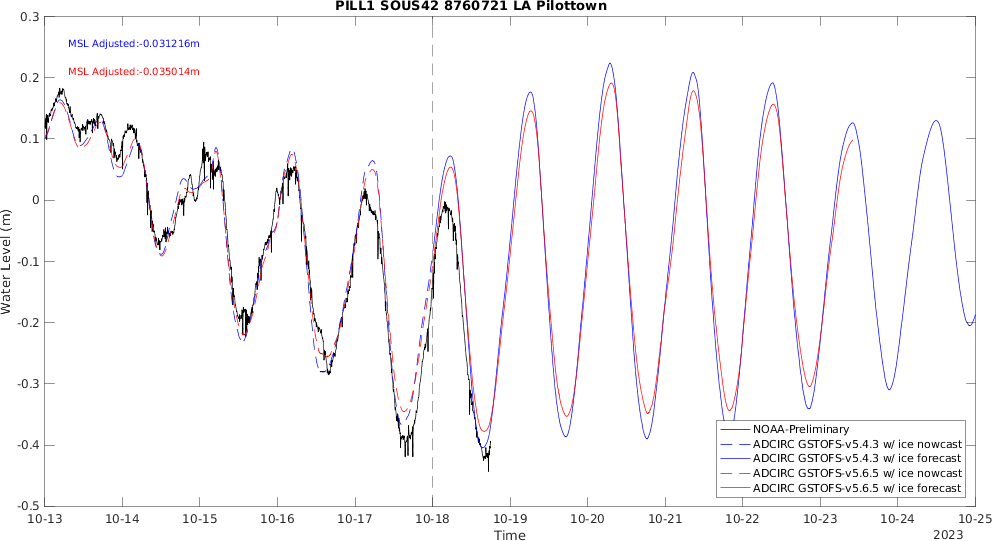 PILL1 SOUS42 8760721 LA Pilottown
MSL Adjusted:-0.031216m
MSL Adjusted:-0.035014m
Water Level (m)
0.3
0.2
0.1
0
-0.1
-0.2
-0.3
-0.4
-0.5
NOAA-Preliminary
ADCIRC GSTOFS-v5.4.3 w/ ice nowcast
ADCIRC GSTOFS-v5.4.3 w/ ice forecast
ADCIRC GSTOFS-v5.6.5 w/ ice nowcast
ADCIRC GSTOFS-v5.6.5 w/ ice forecast
10-13 10-14 10-15 10-16 10-17 10-18 10-19 10-20 10-21 10-22 10-23 10-24 10-25
Time
2023